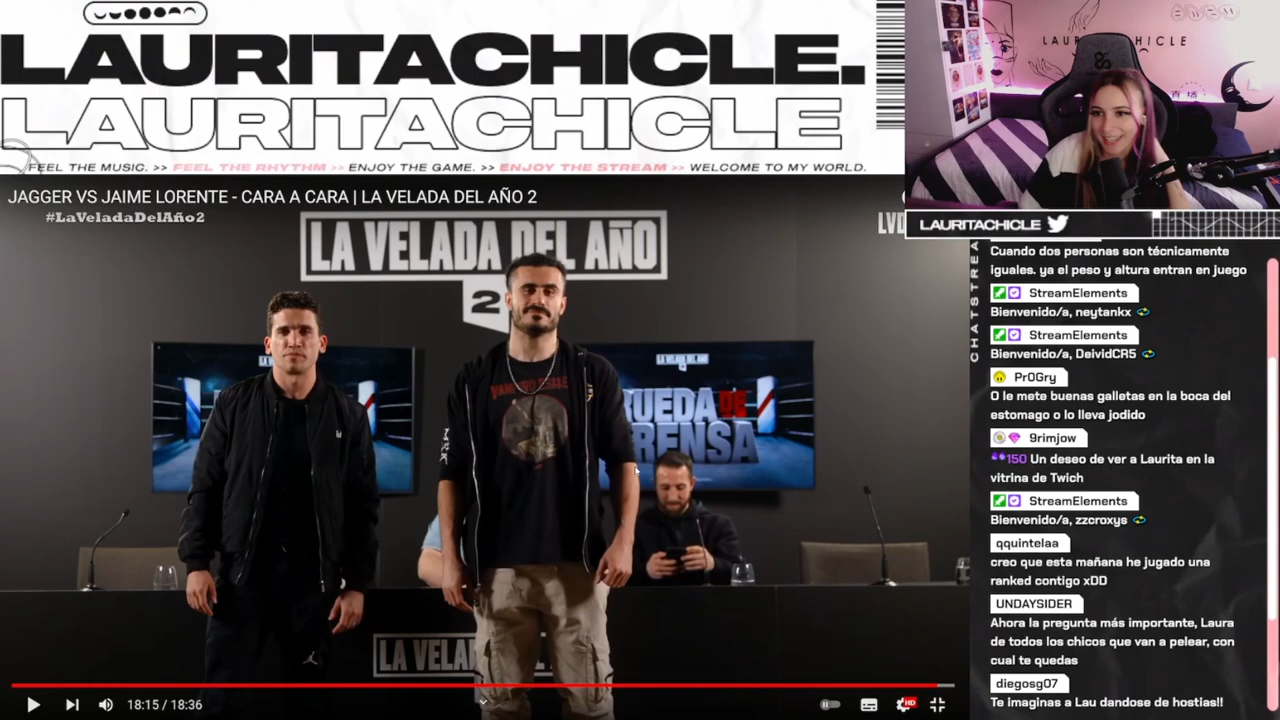 LAURITACHICLE.
LAURITACHICLE
FEEL THE MUSIC. >> FEEL THE RHYTHM >> ENJOY THE GAME. >> ENJOY THE STREAM >> WELCOME TO MY WORLD.
JAGGER VS JAIME LORENTE - CARA A CARA | LA VELADA DEL AÑO 2
#LaVeladaDelAño2
LA VELADA DEL AÑO
2
LAURITACHICLE
CHATSTREA
Cuando dos personas son técnicamente
iguales. ya el peso y altura entran en juego
StreamElements
Bienvenido/a, neytankx
StreamElements
Bienvenido/a, DeividCR5
Pr0Gry
O le mete buenas galletas en la boca del
estomago o lo lleva jodido
9rimjow
150 Un deseo de ver a Laurita en la
vitrina de Twich
StreamElements
Bienvenido/a, zzcroxys
qquintelaa
creo que esta mañana he jugado una
ranked contigo xDD
UNDAYSIDER
Ahora la pregunta más importante, Laura
de todos los chicos que van a pelear, con
cual te quedas
diegosg07
Te imaginas a Lau dandose de hostias!!
RUEDA DE
RENSA
LA VELA
18:15 / 18:36
HD